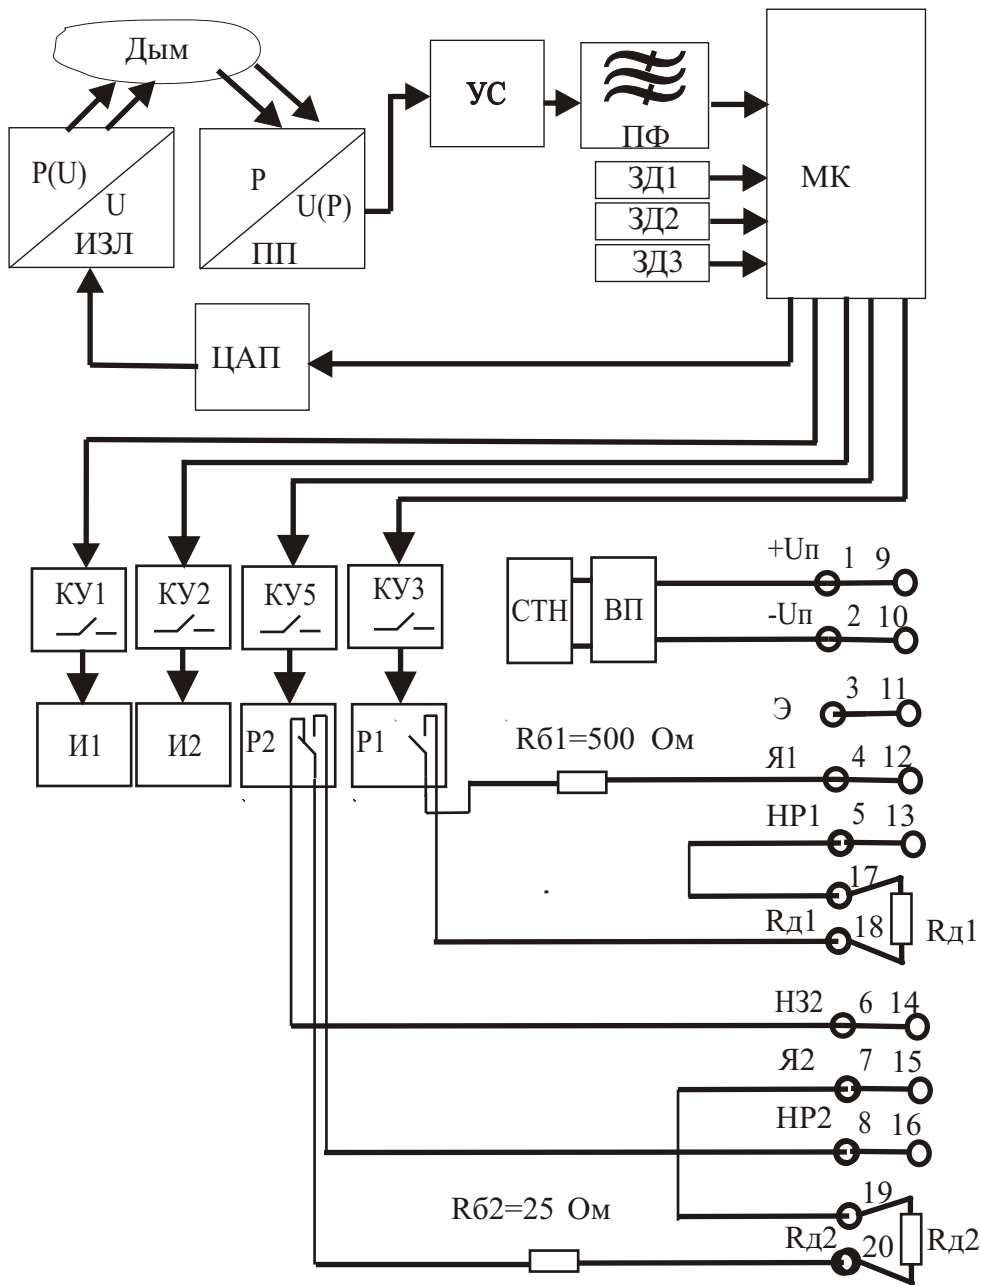 Дым
УС
ПФ
МК
P(U)
U
ИЗЛ
P
U(P)
ПП
ЗД1
ЗД2
ЗД3
ЦАП
КУ1
КУ2
КУ5
КУ3
СТН
ВП
+Uп 1 9
-Uп 2 10
Э 3 11
И1
И2
Р2
Р1
Rб1=500 Ом
Я1 4 12
НР1 5 13
17
Rд1 18
Rд1
НЗ2 6 14
Я2 7 15
НР2 8 16
Rб2=25 Ом
19
Rд2 20
Rд2